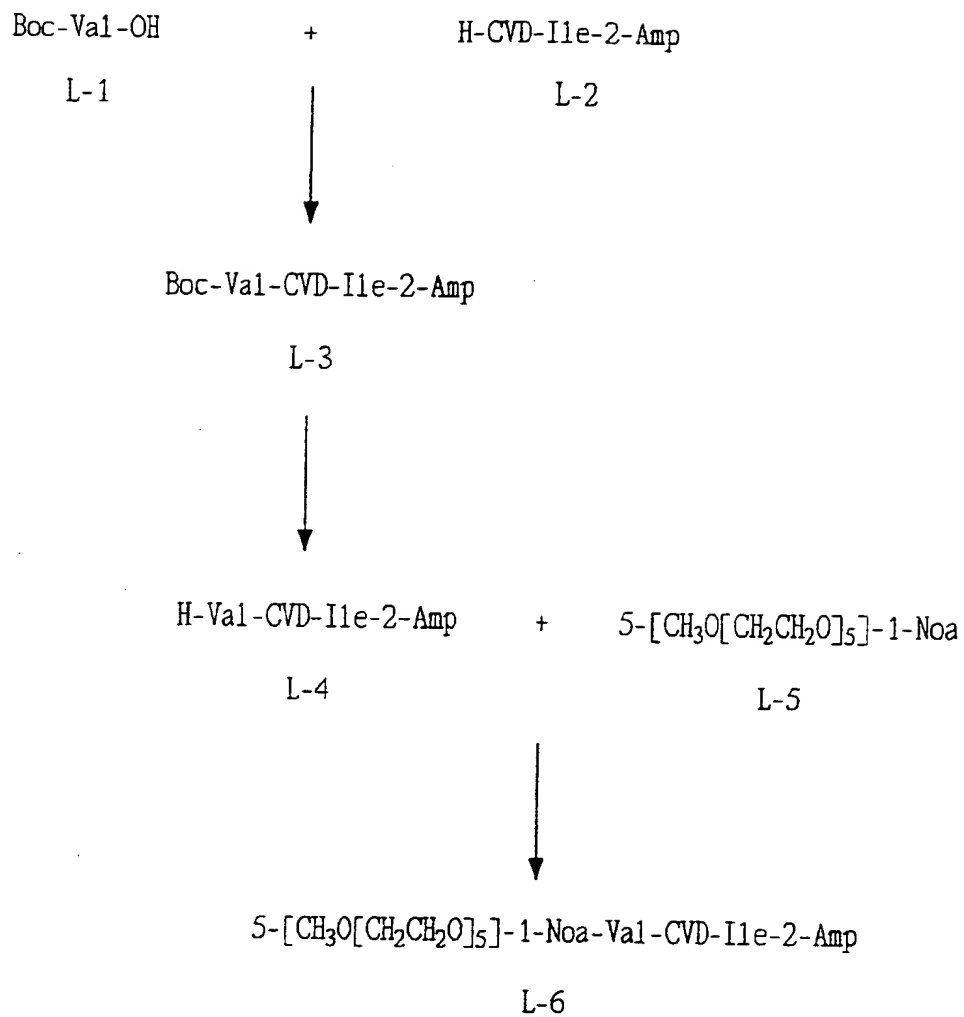 Boc-Val-OH + H-CVD-Ile-2-Amp
L-1 L-2
Boc-Val-CVD-Ile-2-Amp
L-3
H-Val-CVD-Ile-2-Amp + 5-[CH₃O[CH₂CH₂O]₅]-1-Noa
L-4 L-5
5-[CH₃O[CH₂CH₂O]₅]-1-Noa-Val-CVD-Ile-2-Amp
L-6